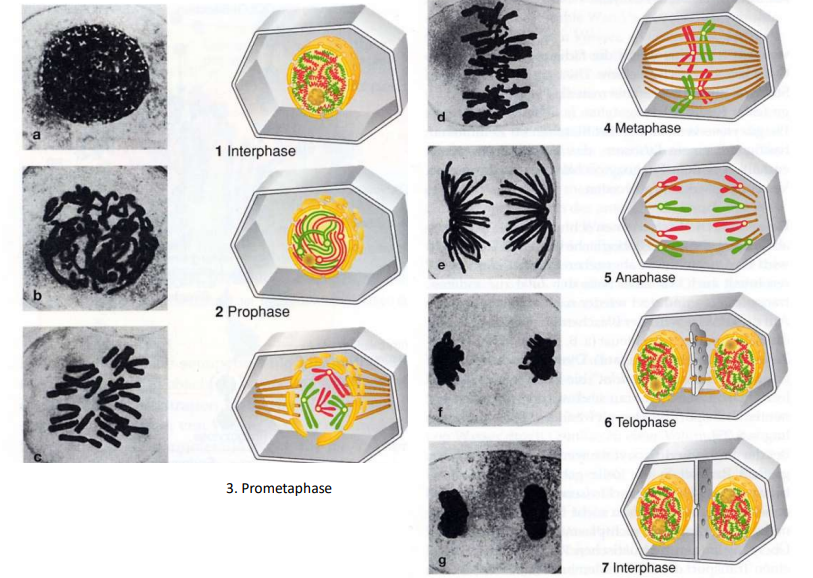 a
1 Interphase
b
2 Prophase
c
3. Prometaphase
d
4 Metaphase
e
5 Anaphase
f
6 Telophase
g
7 Interphase